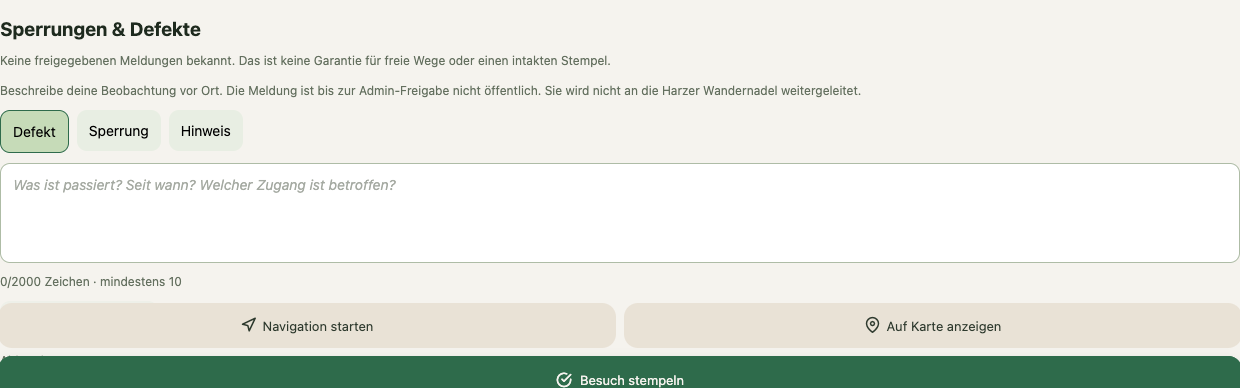 Sperrungen & Defekte
Keine freigegebenen Meldungen bekannt. Das ist keine Garantie für freie Wege oder einen intakten Stempel.
Beschreibe deine Beobachtung vor Ort. Die Meldung ist bis zur Admin-Freigabe nicht öffentlich. Sie wird nicht an die Harzer Wandernadel weitergeleitet.
Defekt
Sperrung
Hinweis
Was ist passiert? Seit wann? Welcher Zugang ist betroffen?
0/2000 Zeichen · mindestens 10
Navigation starten
Auf Karte anzeigen
Besuch stempeln